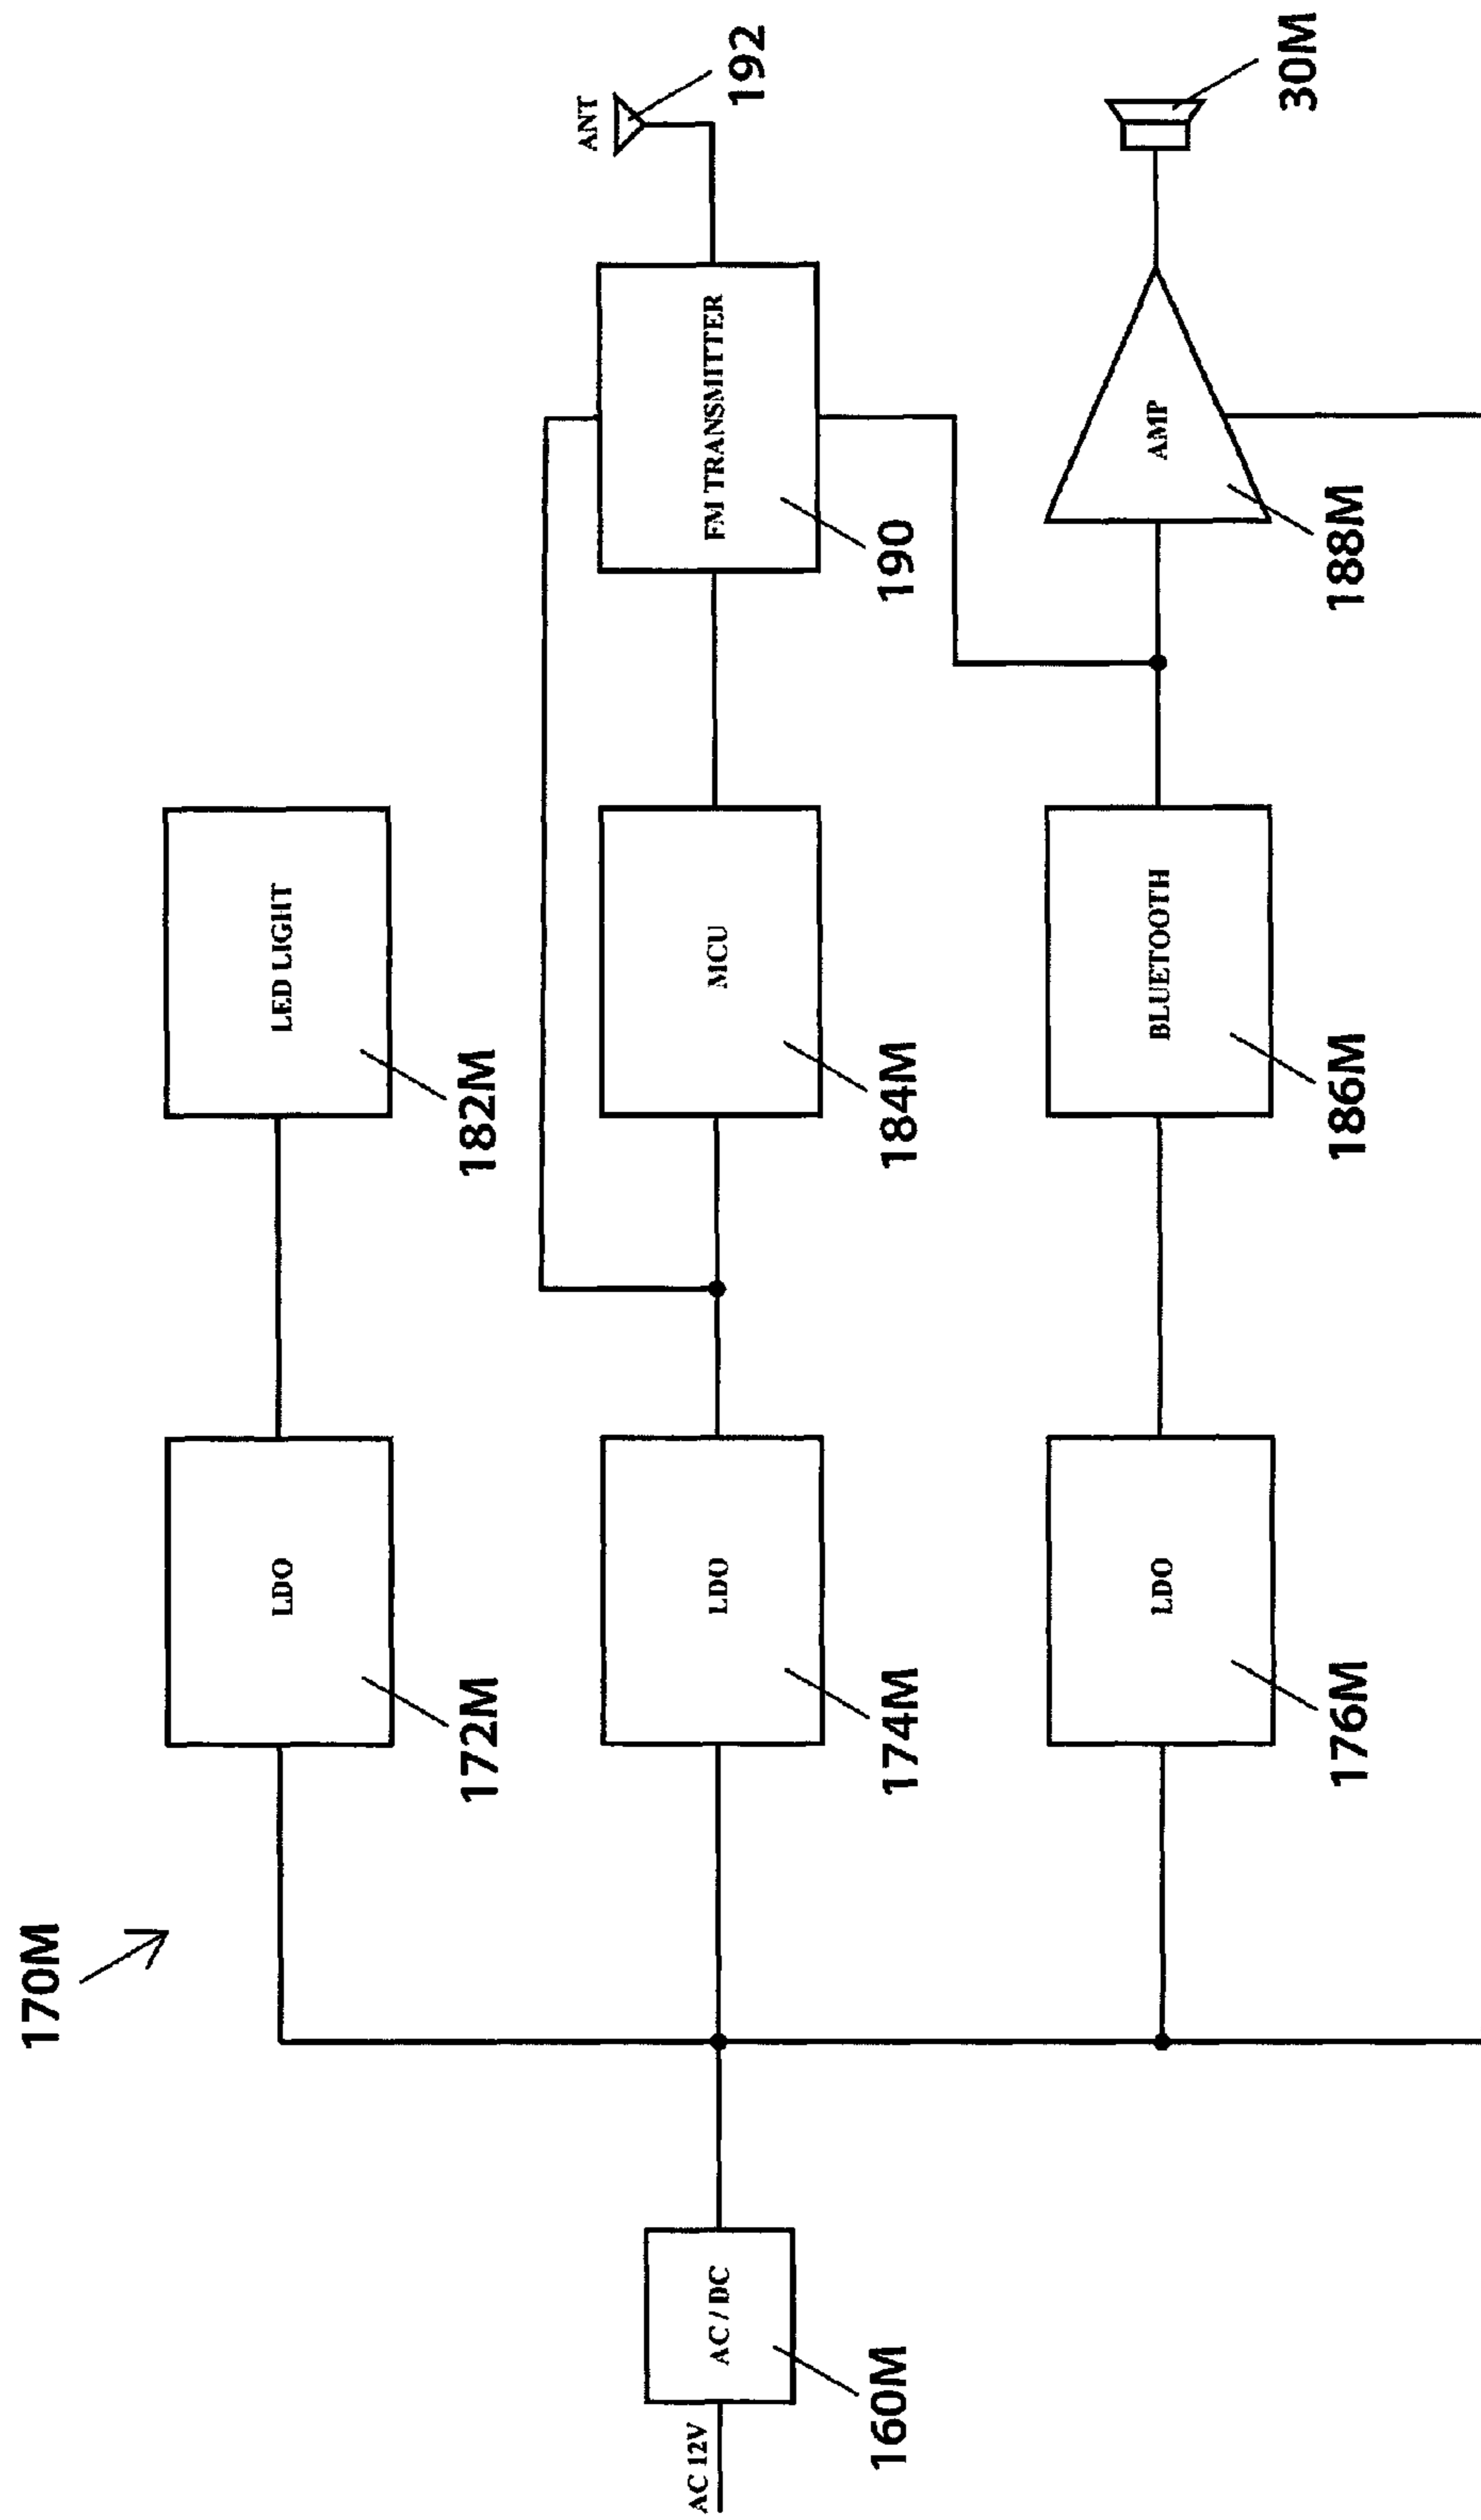 170M
LDO
172M
LED LIGHT
182M
ANT
192
AC 12V
AC / DC
160M
LDO
174M
MCU
184M
FM TRANSMITTER
190
LDO
176M
BLUETOOTH
186M
AMP
188M
30M